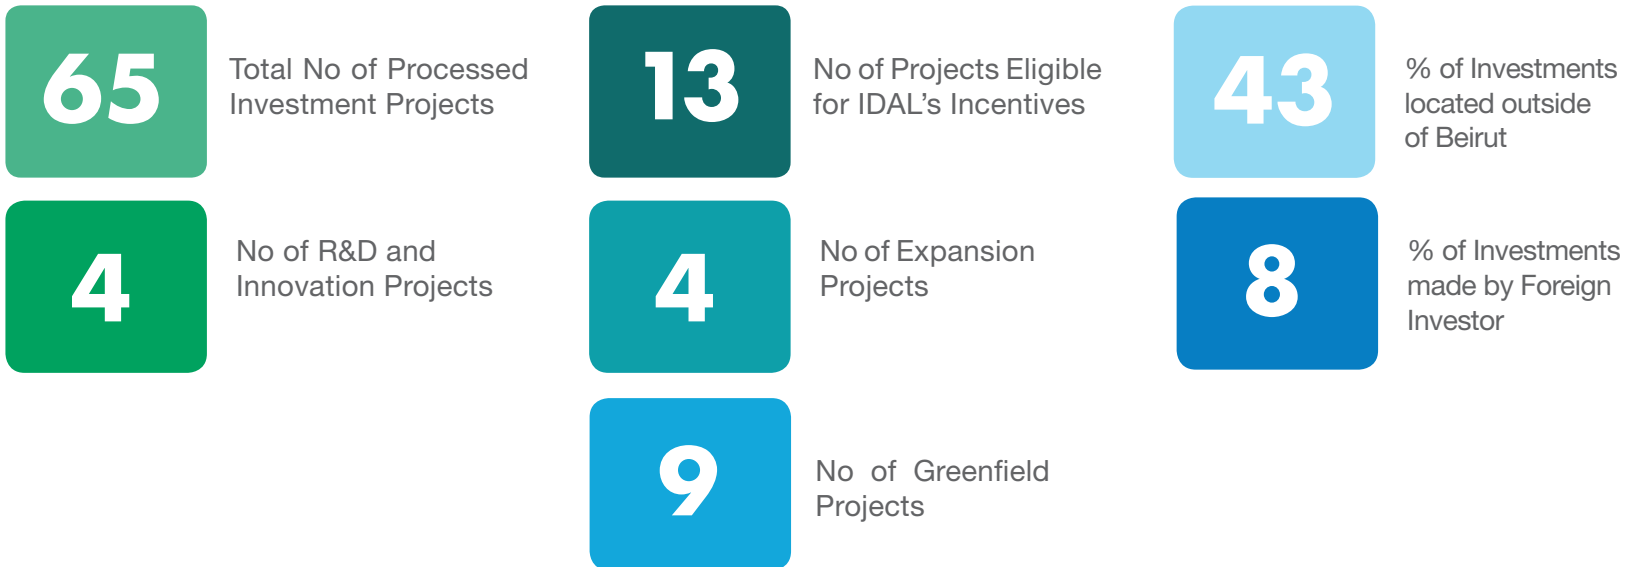 65
Total No of Processed
Investment Projects
13
No of Projects Eligible
for IDAL's Incentives
43
% of Investments
located outside
of Beirut
4
No of R&D and
Innovation Projects
4
No of Expansion
Projects
8
% of Investments
made by Foreign
Investor
9
No of Greenfield
Projects